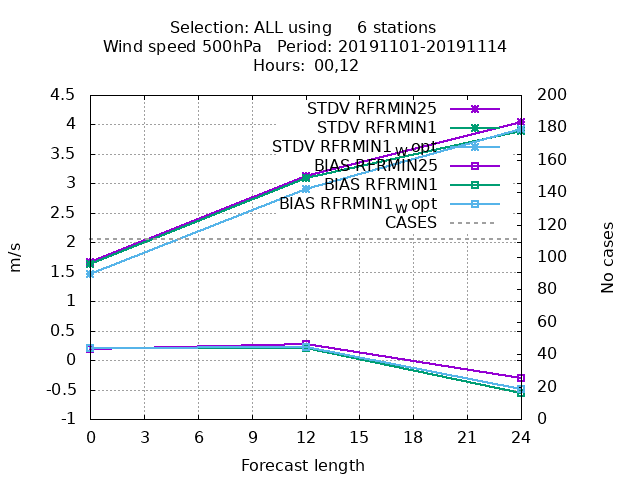 Selection: ALL using 6 stations
Wind speed 500hPa Period: 20191101-20191114
Hours: 00,12
4.5
4
3.5
3
2.5
2
1.5
1
0.5
0
-0.5
-1
m/s
STDV RFRMIN25
STDV RFRMIN1
STDV RFRMIN1w opt
BIAS RFRMIN25
BIAS RFRMIN1
BIAS RFRMIN1w opt
CASES
200
180
160
140
120
100
80
60
40
20
0
No cases
0 3 6 9 12 15 18 21 24
Forecast length